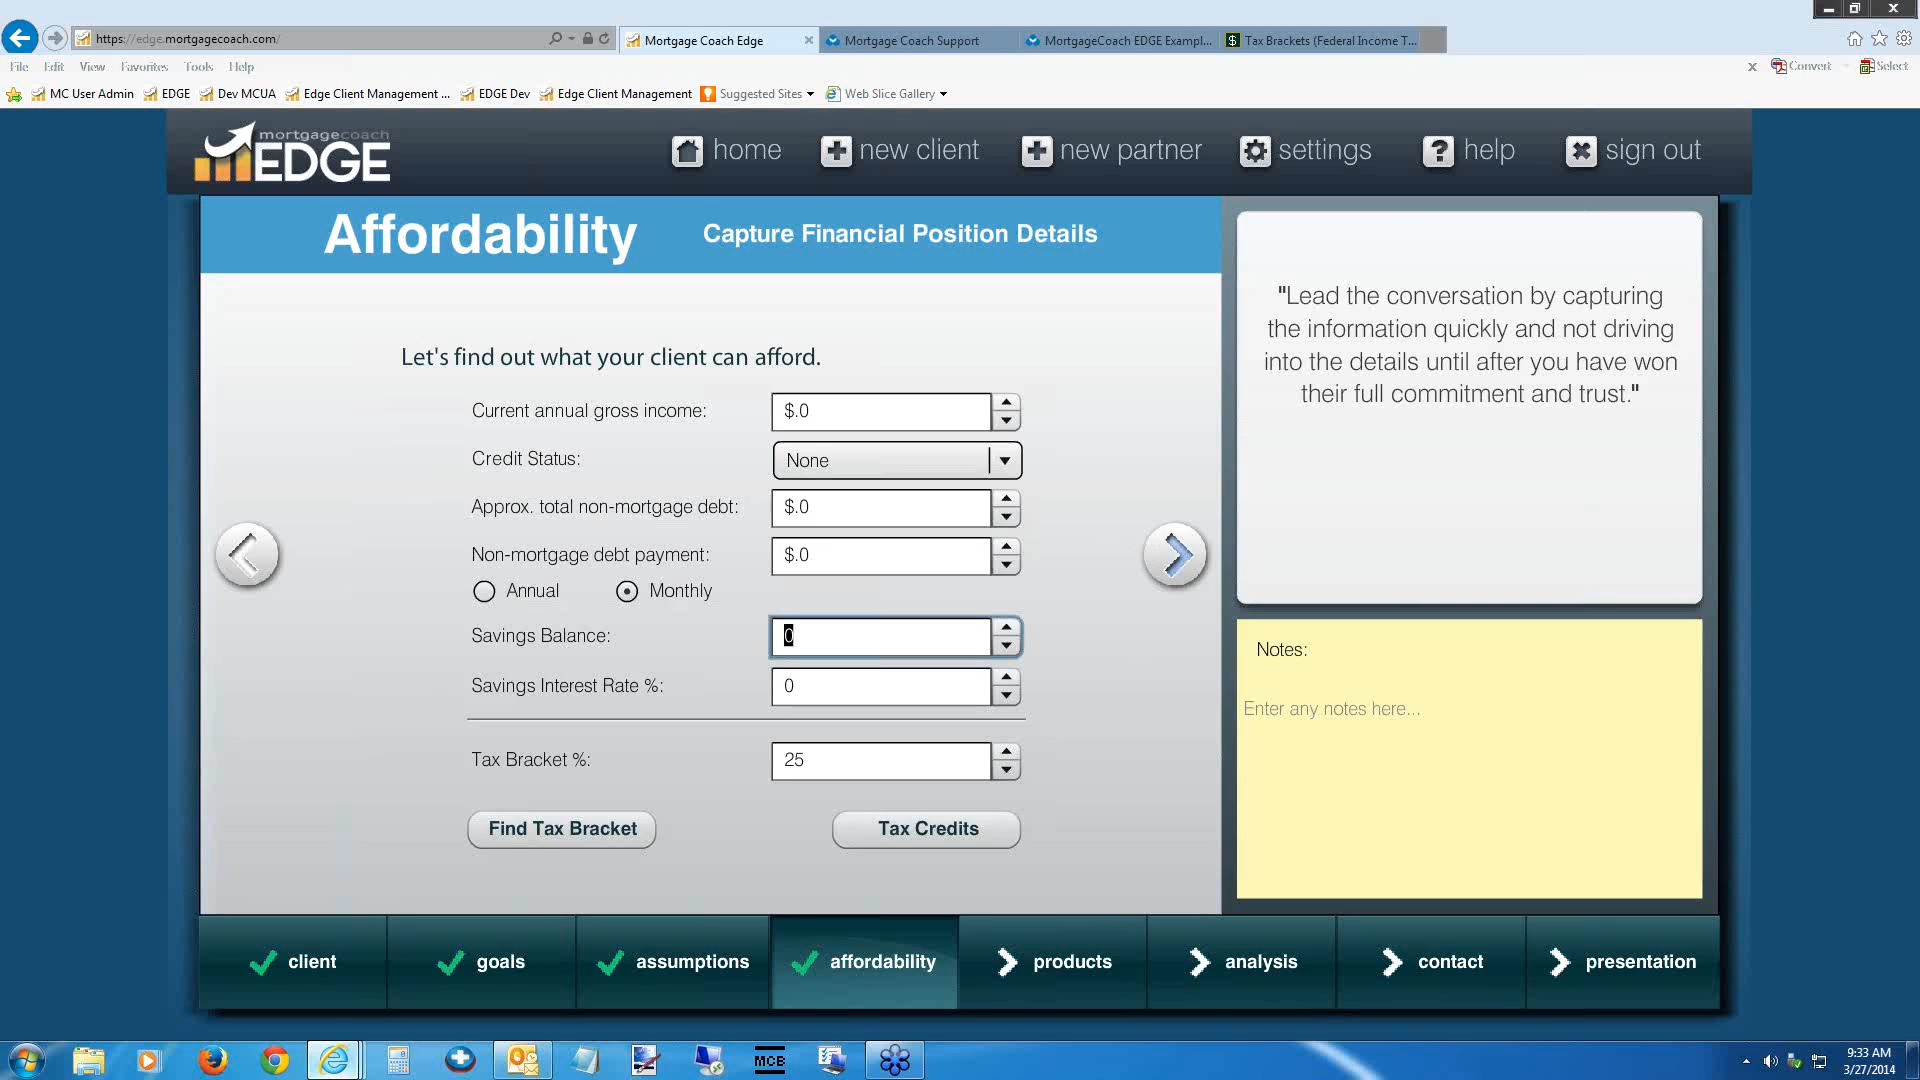 https://edge.mortgagecoach.com/
Mortgage Coach Edge
Mortgage Coach Support
MortgageCoach EDGE Exampl...
Tax Brackets (Federal Income T...
File Edit View Favorites Tools Help
Convert
Select
MC User Admin
EDGE
Dev MCUA
Edge Client Management ...
EDGE Dev
Edge Client Management
Suggested Sites
Web Slice Gallery
mortgagecoach
EDGE
home
new client
new partner
settings
help
sign out
Affordability
Capture Financial Position Details
"Lead the conversation by capturing
the information quickly and not driving
into the details until after you have won
their full commitment and trust."
Let's find out what your client can afford.
Current annual gross income: $.0
Credit Status: None
Approx. total non-mortgage debt: $.0
Non-mortgage debt payment: $.0
Annual Monthly
Savings Balance: 0
Savings Interest Rate %: 0
Tax Bracket %: 25
Find Tax Bracket
Tax Credits
Notes:
Enter any notes here...
client
goals
assumptions
affordability
products
analysis
contact
presentation
MCB
9:33 AM
3/27/2014